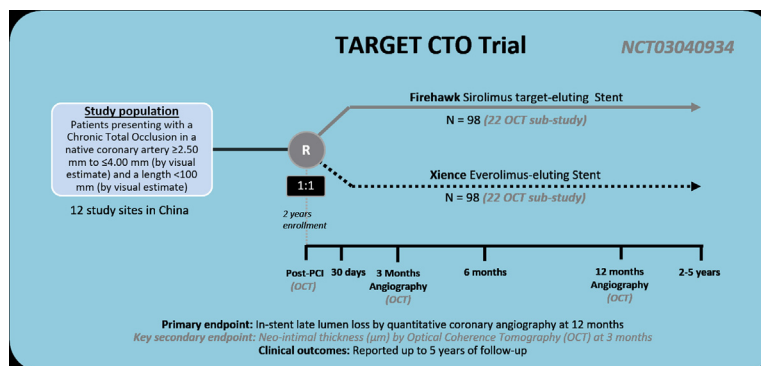 TARGET CTO Trial
NCT03040934
Study population
Patients presenting with a
Chronic Total Occlusion in a
native coronary artery ≥2.50
mm to ≤4.00 mm (by visual
estimate) and a length <100
mm (by visual estimate)
12 study sites in China
R
1:1
2 years
enrollment
Firehawk Sirolimus target-eluting Stent
N = 98 (22 OCT sub-study)
Xience Everolimus-eluting Stent
N = 98 (22 OCT sub-study)
Post-PCI
(OCT)
30 days
3 Months
Angiography
(OCT)
6 months
12 months
Angiography
(OCT)
2-5 years
Primary endpoint: In-stent late lumen loss by quantitative coronary angiography at 12 months
Key secondary endpoint: Neo-intimal thickness (µm) by Optical Coherence Tomography (OCT) at 3 months
Clinical outcomes: Reported up to 5 years of follow-up